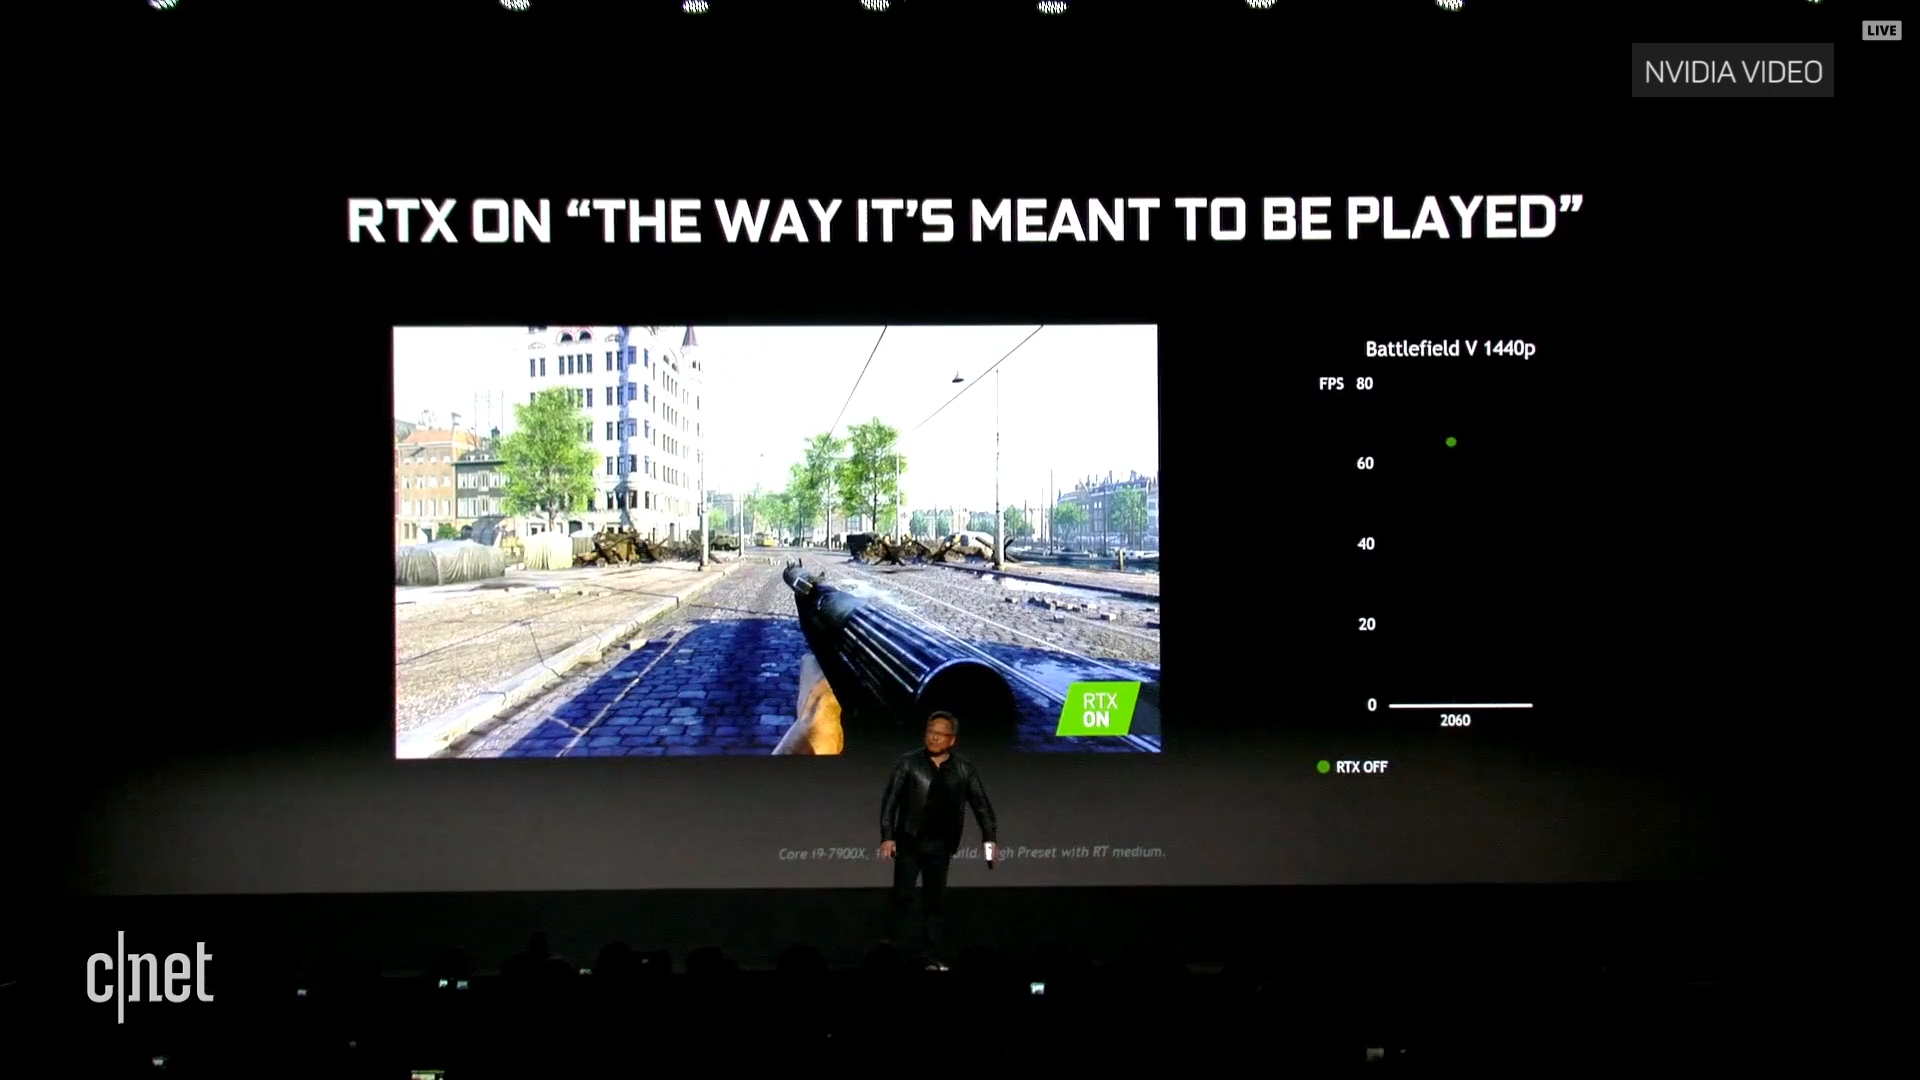 LIVE
NVIDIA VIDEO
RTX ON “THE WAY IT’S MEANT TO BE PLAYED”
Battlefield V 1440p
FPS 80
60
40
20
0
2060
RTX OFF
RTX
ON
Core i9-7900X, Preset with RT medium.
c|net